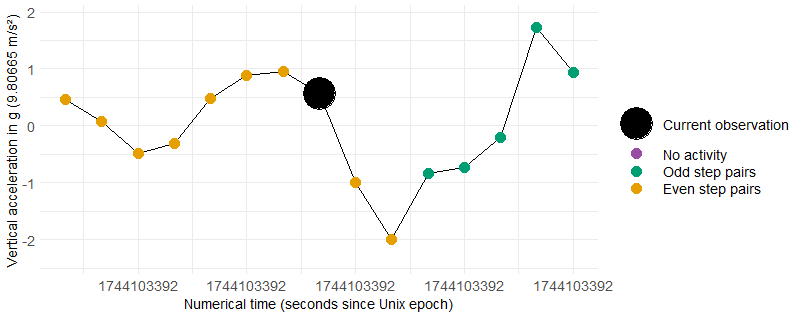 Vertical acceleration in g (9.80665 m/s²)
2
1
0
-1
-2
1744103392 1744103392 1744103392 1744103392 1744103392
Numerical time (seconds since Unix epoch)
Current observation
No activity
Odd step pairs
Even step pairs